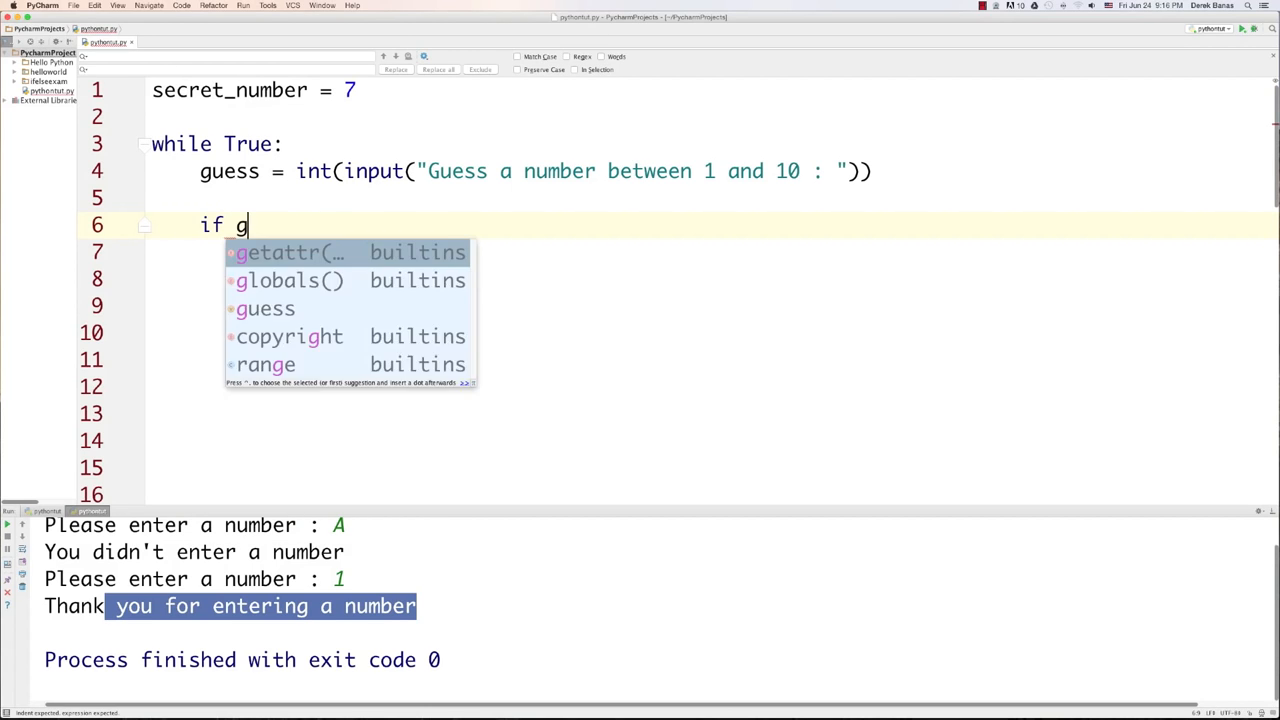 PyCharm File Edit View Navigate Code Refactor Run Tools VCS Window Help 10 Fri Jun 24 9:16 PM Derek Banas
pythontut.py - PycharmProjects - [~/PycharmProjects]
PycharmProjects pythontut.py pythontut
pythontut.py
PycharmProject
Hello Python
helloworld
ifelseexam
pythontut.py
External Librarie
Match Case Regex Words
Replace Replace all Exclude Preserve Case In Selection
1 secret_number = 7
2
3 while True:
4 guess = int(input("Guess a number between 1 and 10 : "))
5
6 if g
7
8
9
10
11
12
13
14
15
16
getattr(… builtins
globals() builtins
guess
copyright builtins
range builtins
Press ^. to choose the selected (or first) suggestion and insert a dot afterwards >>
Run: pythontut pythontut
Please enter a number : A
You didn't enter a number
Please enter a number : 1
Thank you for entering a number
Process finished with exit code 0
Indent expected. expression expected. 6:9 LF÷ UTF-8÷